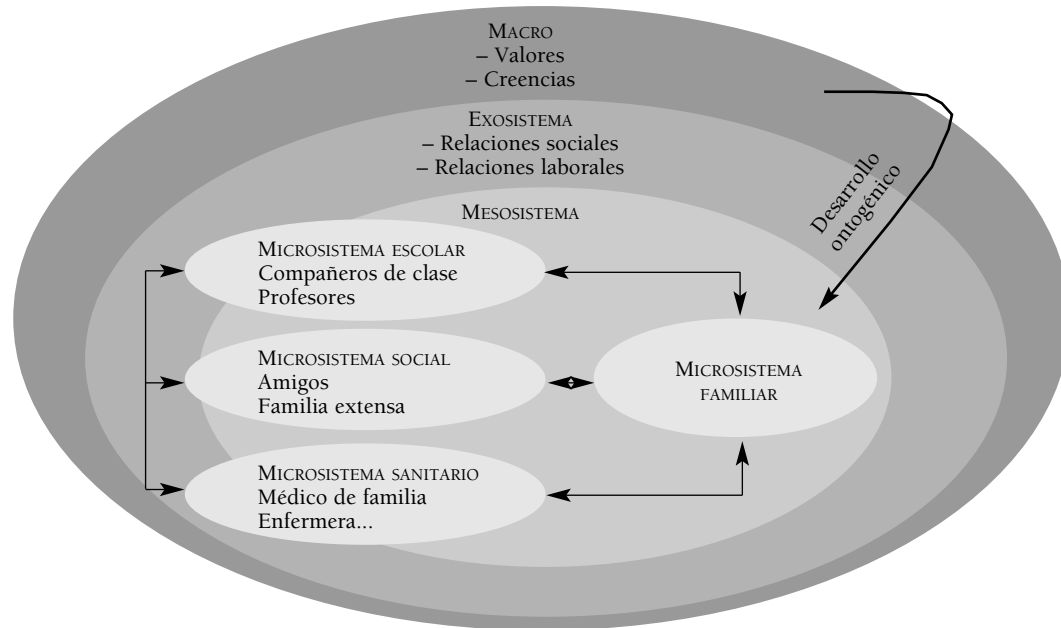 MACRO
– Valores
– Creencias
EXOSISTEMA
– Relaciones sociales
– Relaciones laborales
Desarrollo
ontogénico
MESOSISTEMA
MICROSISTEMA ESCOLAR
Compañeros de clase
Profesores
MICROSISTEMA SOCIAL
Amigos
Familia extensa
MICROSISTEMA
FAMILIAR
MICROSISTEMA SANITARIO
Médico de familia
Enfermera...